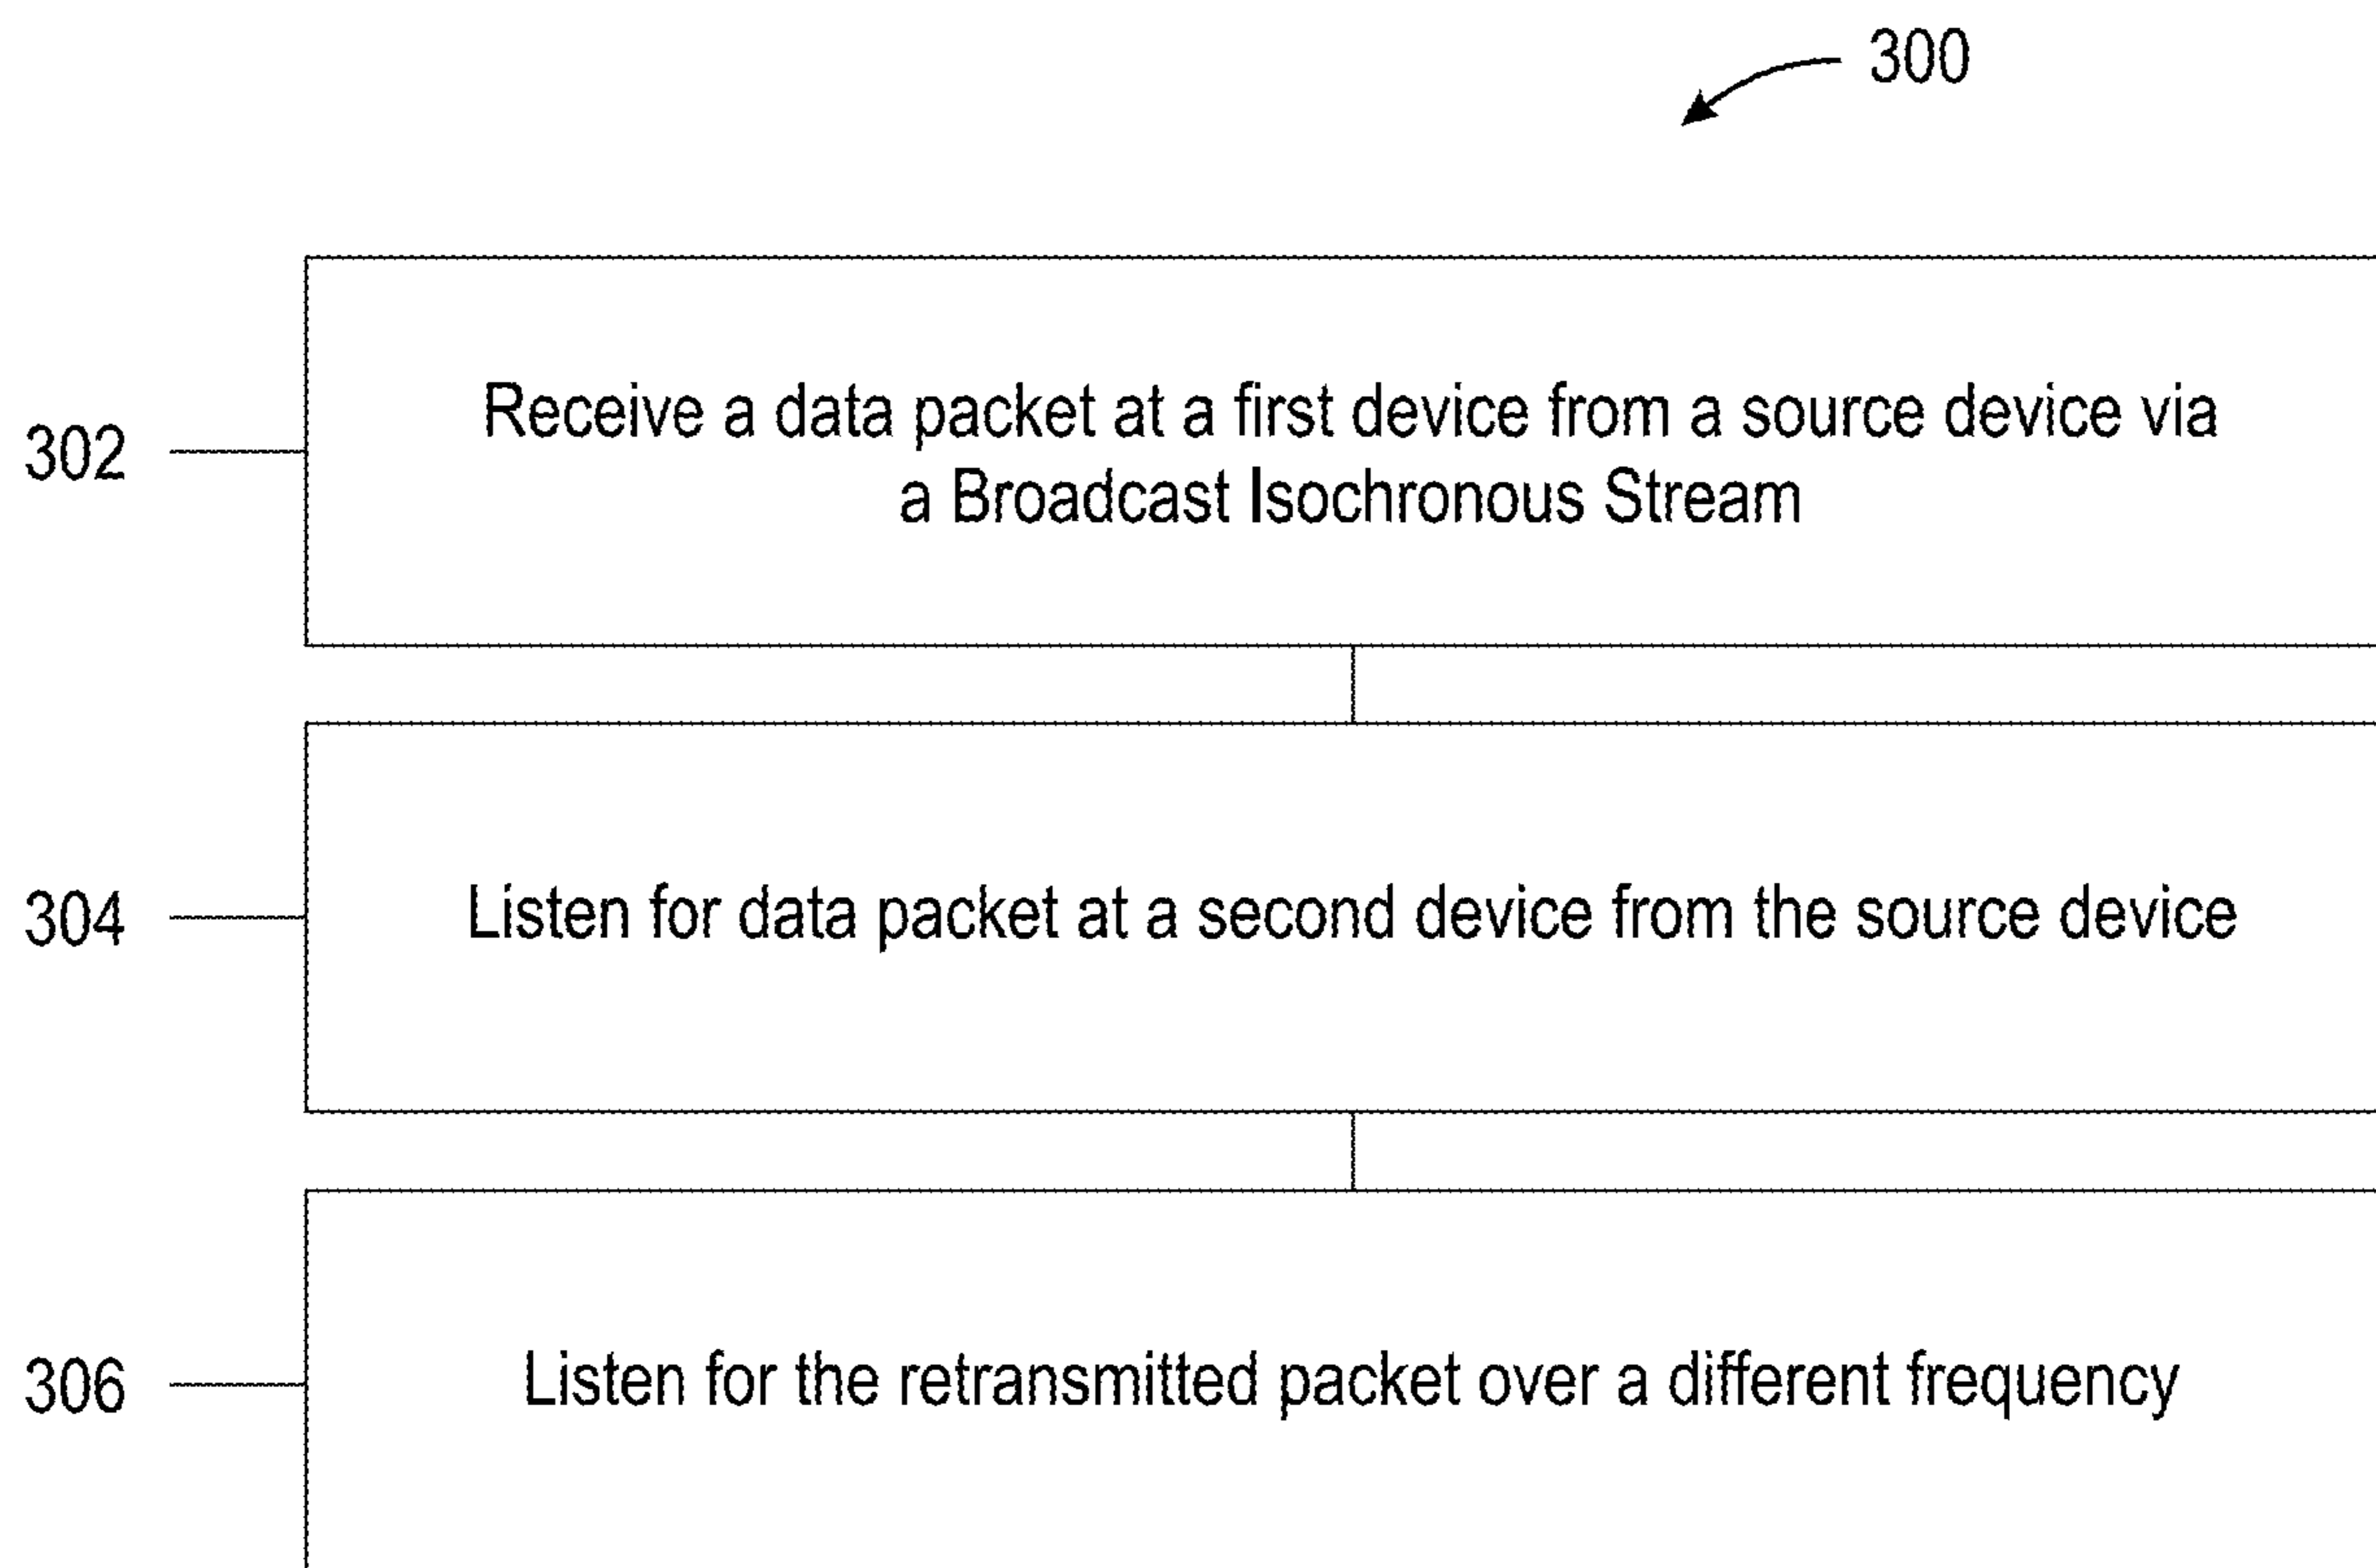 300
302
Receive a data packet at a first device from a source device via
a Broadcast Isochronous Stream
304
Listen for data packet at a second device from the source device
306
Listen for the retransmitted packet over a different frequency